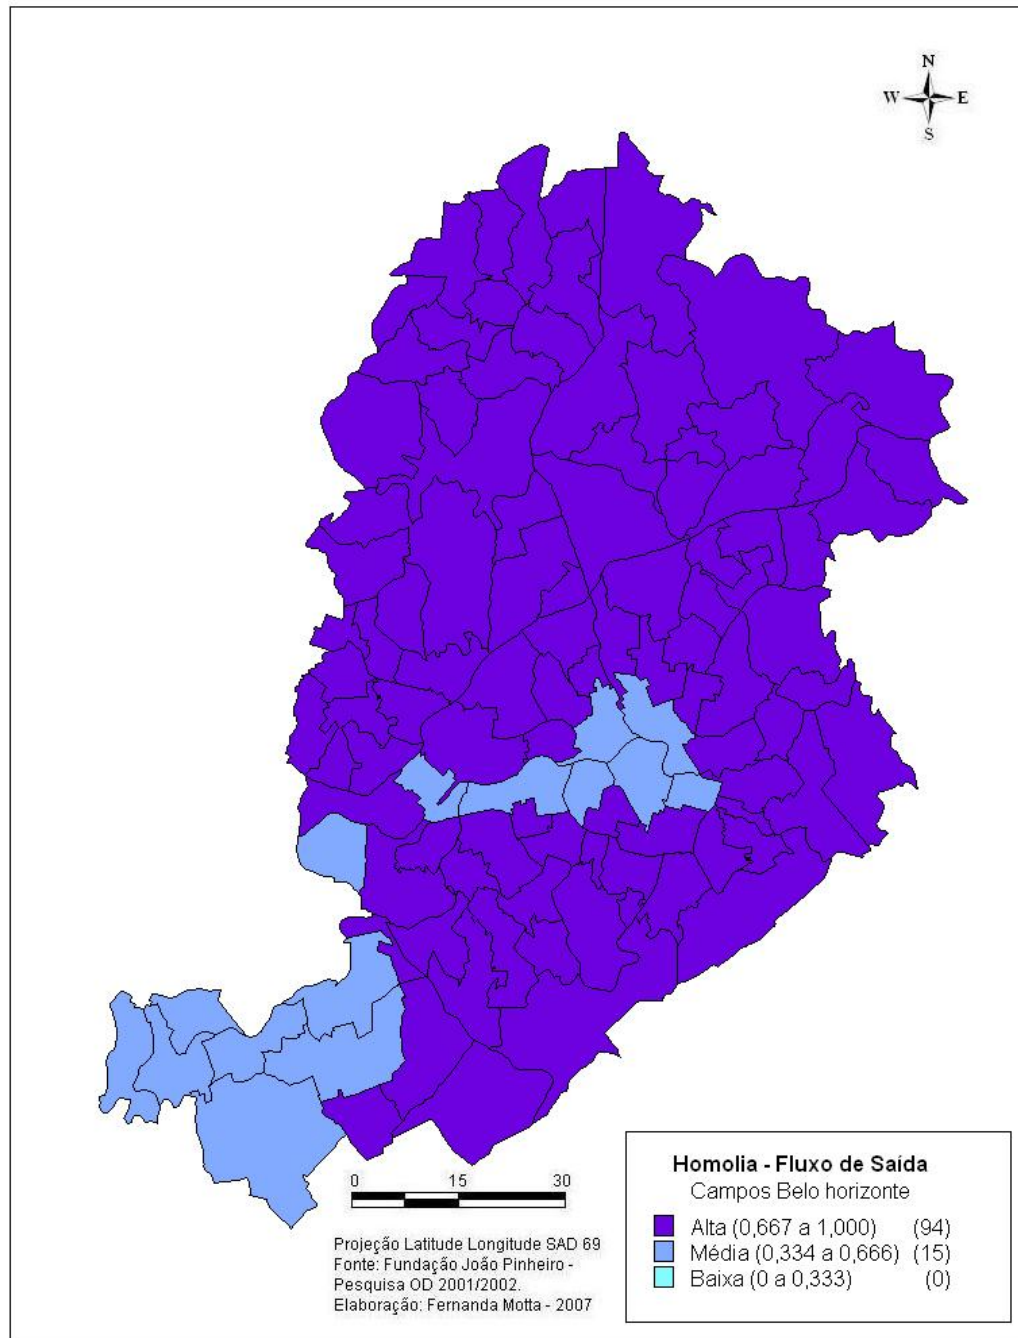 N
W E
S
0 15 30
Projeção Latitude Longitude SAD 69
Fonte: Fundação João Pinheiro -
Pesquisa OD 2001/2002.
Elaboração: Fernanda Motta - 2007
Homolia - Fluxo de Saída
Campos Belo horizonte
Alta (0,667 a 1,000) (94)
Média (0,334 a 0,666) (15)
Baixa (0 a 0,333) (0)